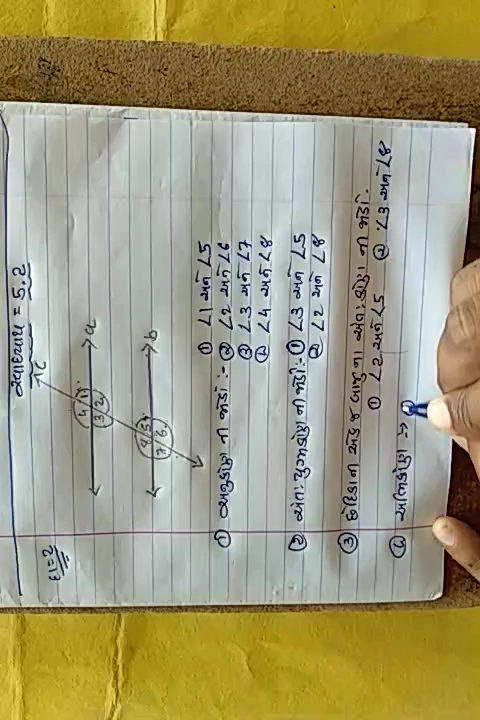 સ્વાધ્યાય = 5.2
દા=2
c
a
4 1
3 2
b
8 5
7 6
① અનુકોણો ની જોડી :- ① ∠1 અને ∠5
② ∠2 અને ∠6
③ ∠3 અને ∠7
④ ∠4 અને ∠8
② અંતઃયુગ્મકોણો ની જોડી:- ① ∠3 અને ∠5
② ∠2 અને ∠8
③ છેદિકાની એક જ બાજુના અંતઃકોણો ની જોડી:-
① ∠2 અને ∠5 ② ∠3 અને ∠8
④ અભિકોણો :->